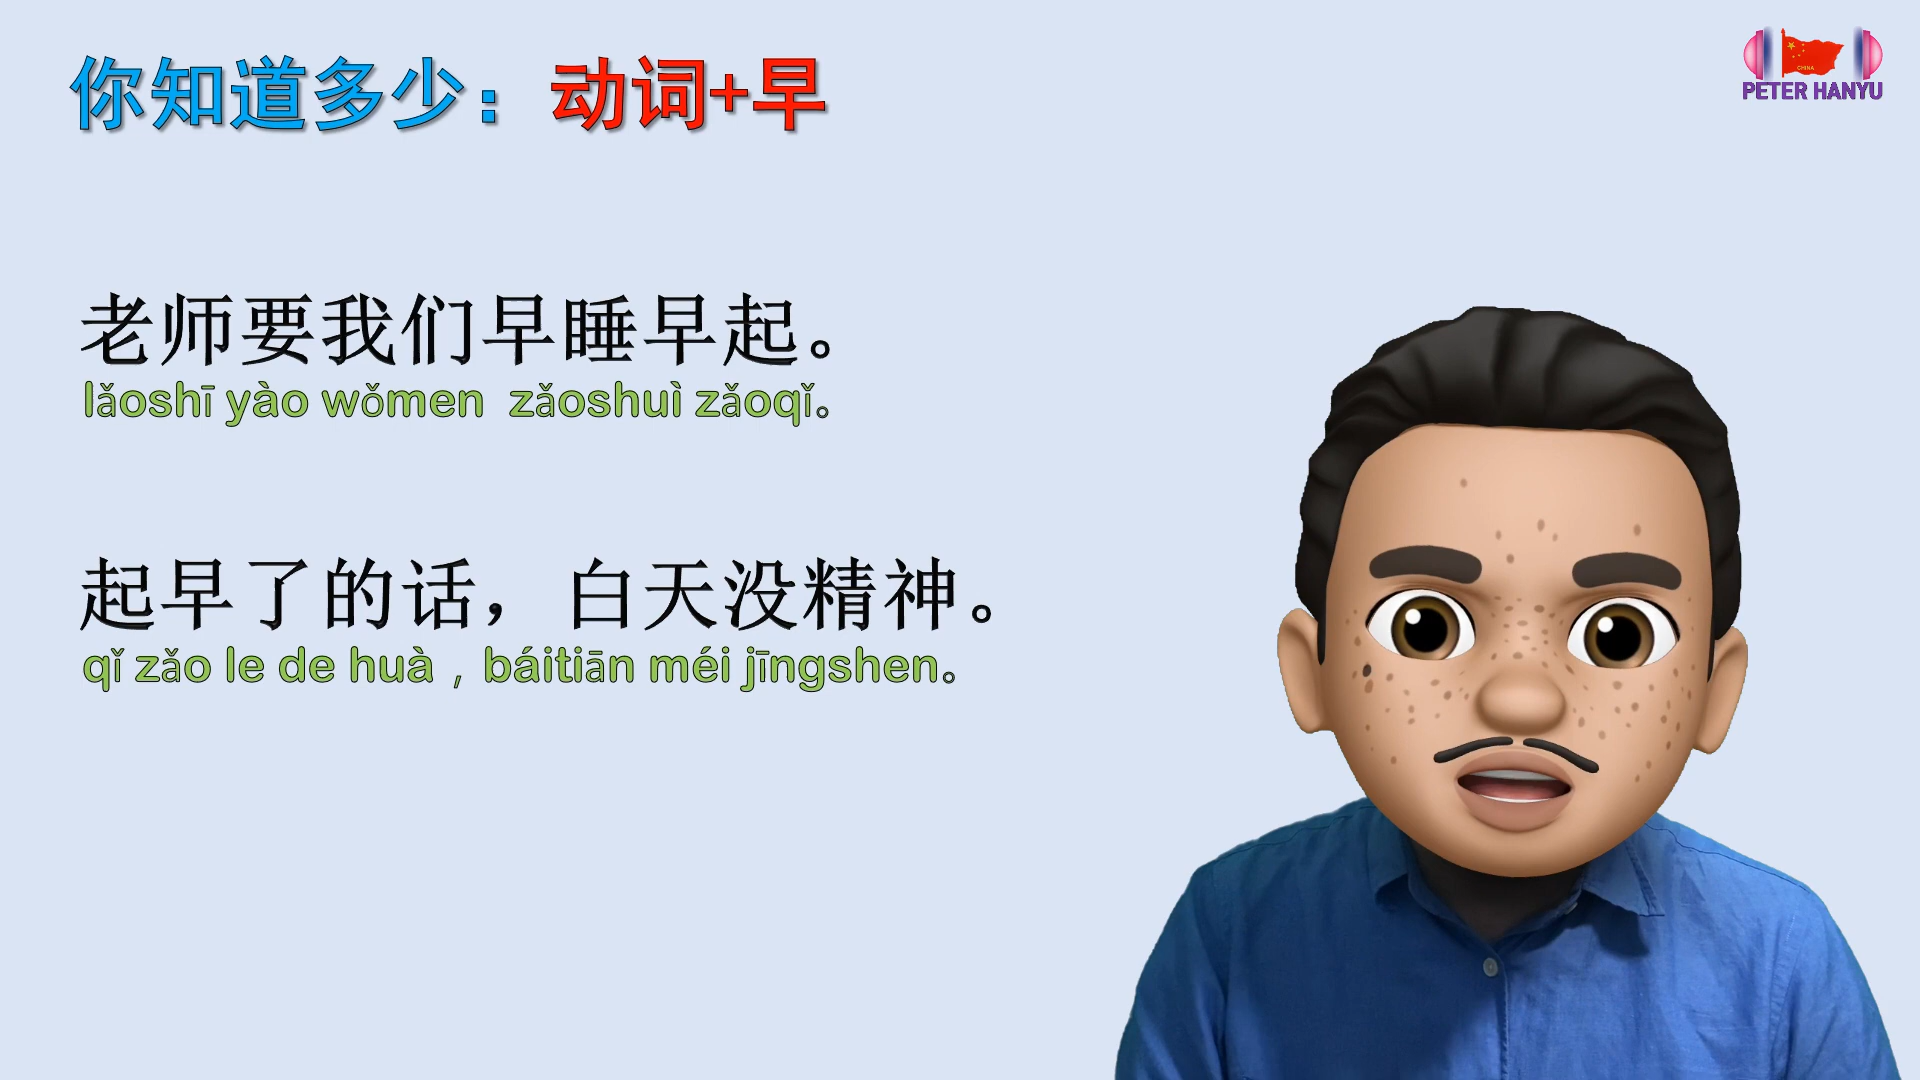 你知道多少：动词+早
CHINA
PETER HANYU
老师要我们早睡早起。
lǎoshī yào wǒmen zǎoshuì zǎoqǐ。
起早了的话，白天没精神。
qǐ zǎo le de huà，báitiān méi jīngshen。